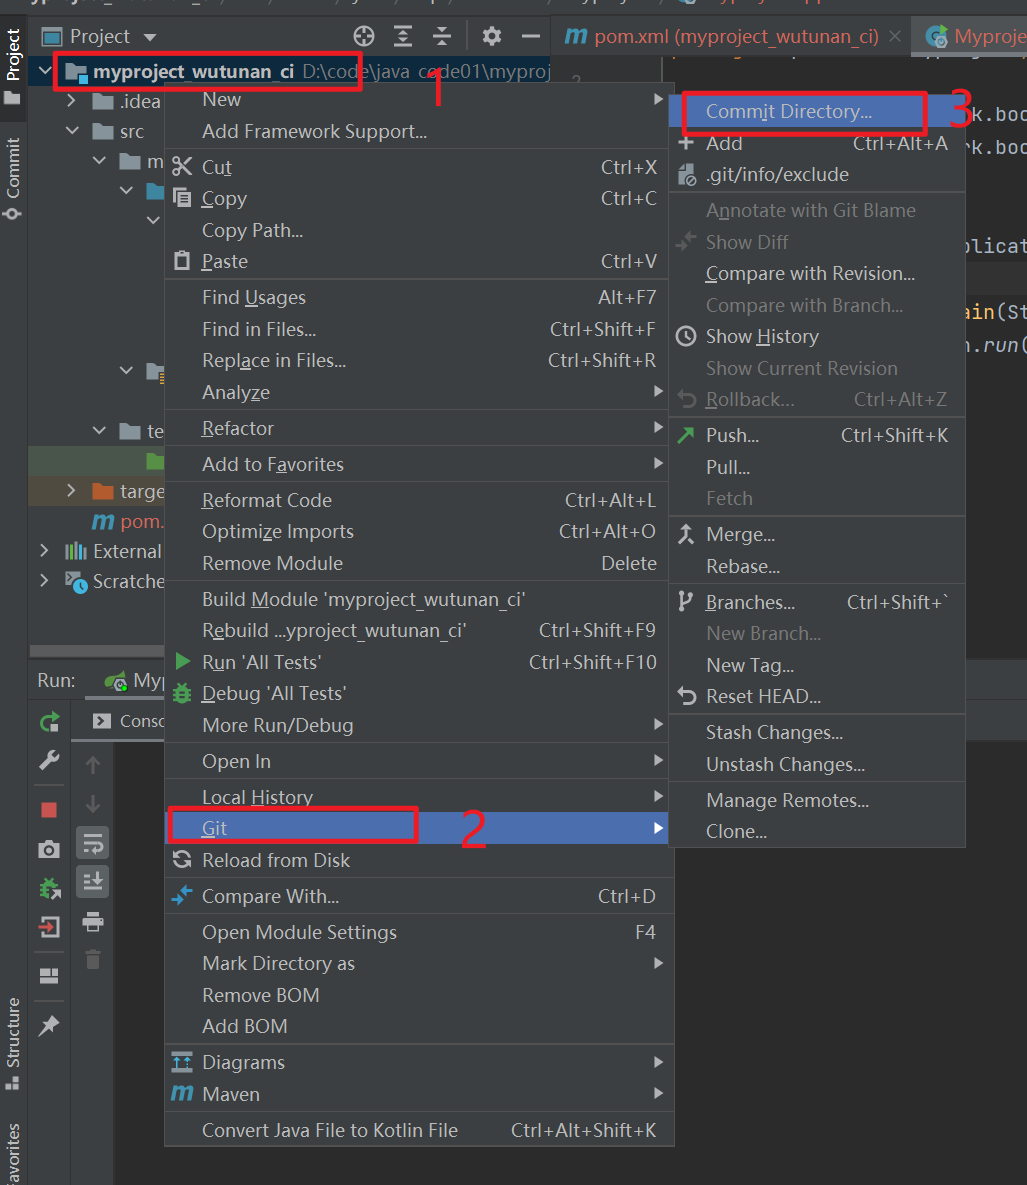 Project
pom.xml (myproject_wutunan_ci)
Myproje
myproject_wutunan_ci D:\code\java_code01\myproj
1
.idea
src
m
te
targe
pom.
External
Scratche
New
Add Framework Support...
Cut Ctrl+X
Copy Ctrl+C
Copy Path...
Paste Ctrl+V
Find Usages Alt+F7
Find in Files... Ctrl+Shift+F
Replace in Files... Ctrl+Shift+R
Analyze
Refactor
Add to Favorites
Reformat Code Ctrl+Alt+L
Optimize Imports Ctrl+Alt+O
Remove Module Delete
Build Module 'myproject_wutunan_ci'
Rebuild ...yproject_wutunan_ci' Ctrl+Shift+F9
Run 'All Tests' Ctrl+Shift+F10
Debug 'All Tests'
More Run/Debug
Open In
Local History
Git
2
Reload from Disk
Compare With... Ctrl+D
Open Module Settings F4
Mark Directory as
Remove BOM
Add BOM
Diagrams
Maven
Convert Java File to Kotlin File Ctrl+Alt+Shift+K
Commit Directory...
3
Add Ctrl+Alt+A
.git/info/exclude
Annotate with Git Blame
Show Diff
Compare with Revision...
Compare with Branch...
Show History
Show Current Revision
Rollback... Ctrl+Alt+Z
Push... Ctrl+Shift+K
Pull...
Fetch
Merge...
Rebase...
Branches... Ctrl+Shift+`
New Branch...
New Tag...
Reset HEAD...
Stash Changes...
Unstash Changes...
Manage Remotes...
Clone...
rk.boo
rk.boo
plicat
ain(St
n.run(
Run:
Myp
Conso
Project
Commit
Structure
avorites